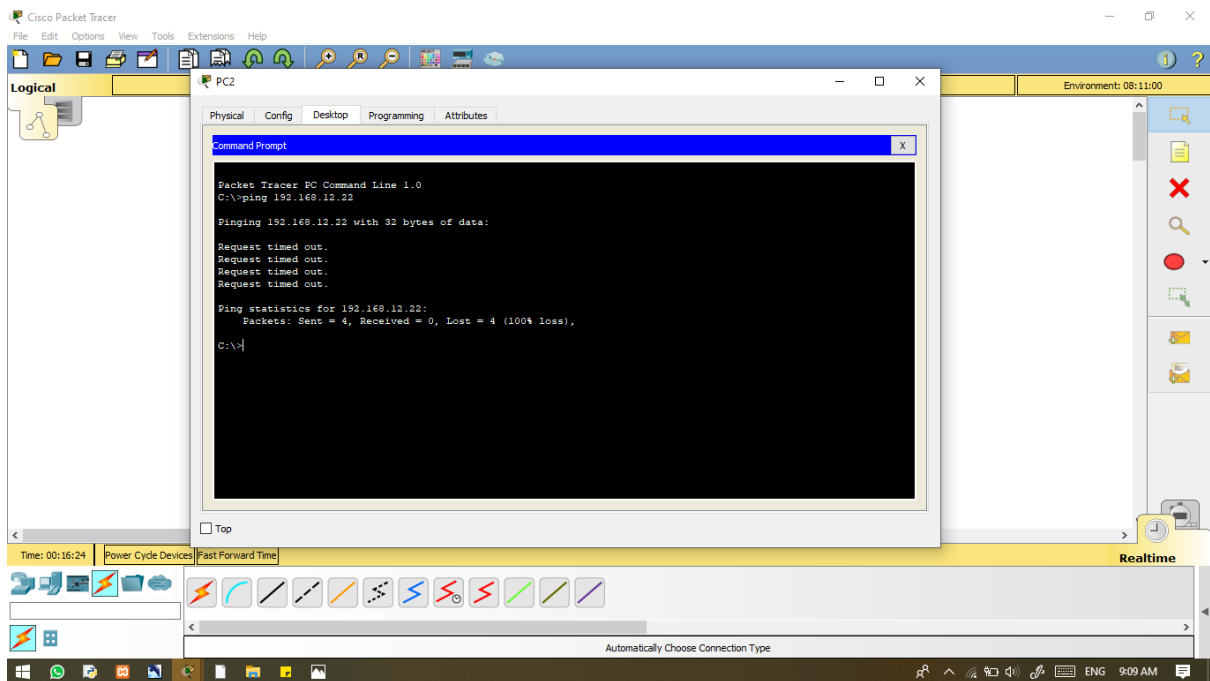 Cisco Packet Tracer
File Edit Options View Tools Extensions Help
Logical
Environment: 08:11:00
PC2
Physical Config Desktop Programming Attributes
Command Prompt
X
Packet Tracer PC Command Line 1.0
C:\>ping 192.168.12.22
Pinging 192.168.12.22 with 32 bytes of data:
Request timed out.
Request timed out.
Request timed out.
Request timed out.
Ping statistics for 192.168.12.22:
Packets: Sent = 4, Received = 0, Lost = 4 (100% loss),
C:\>
Top
Time: 00:16:24 Power Cycle Devices Fast Forward Time
Realtime
Automatically Choose Connection Type
ENG 9:09 AM